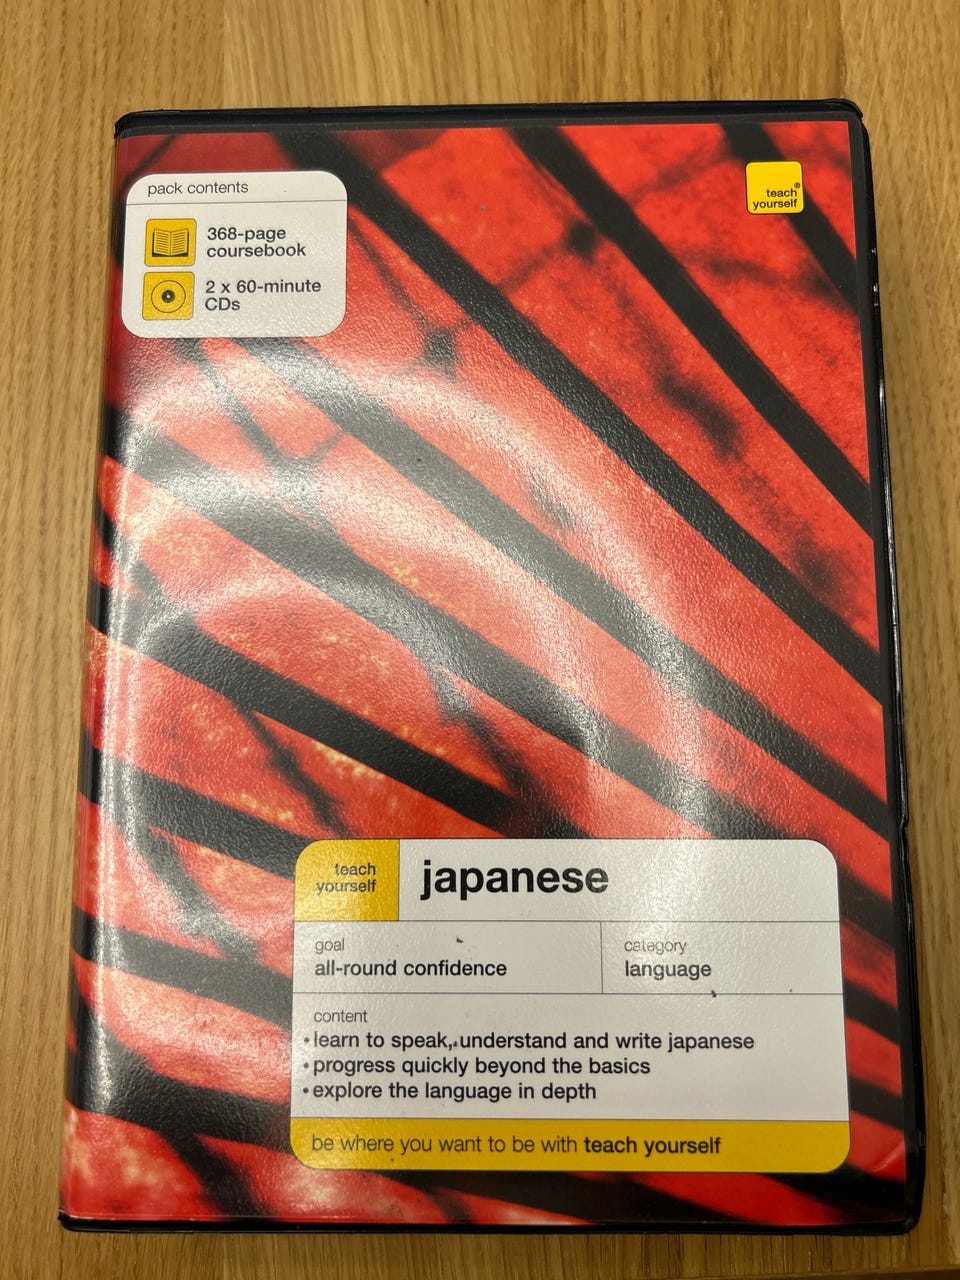 pack contents
368-page
coursebook
2 x 60-minute
CDs
teach®
yourself
teach
yourself
japanese
goal
all-round confidence
category
language
content
• learn to speak, understand and write japanese
• progress quickly beyond the basics
• explore the language in depth
be where you want to be with teach yourself